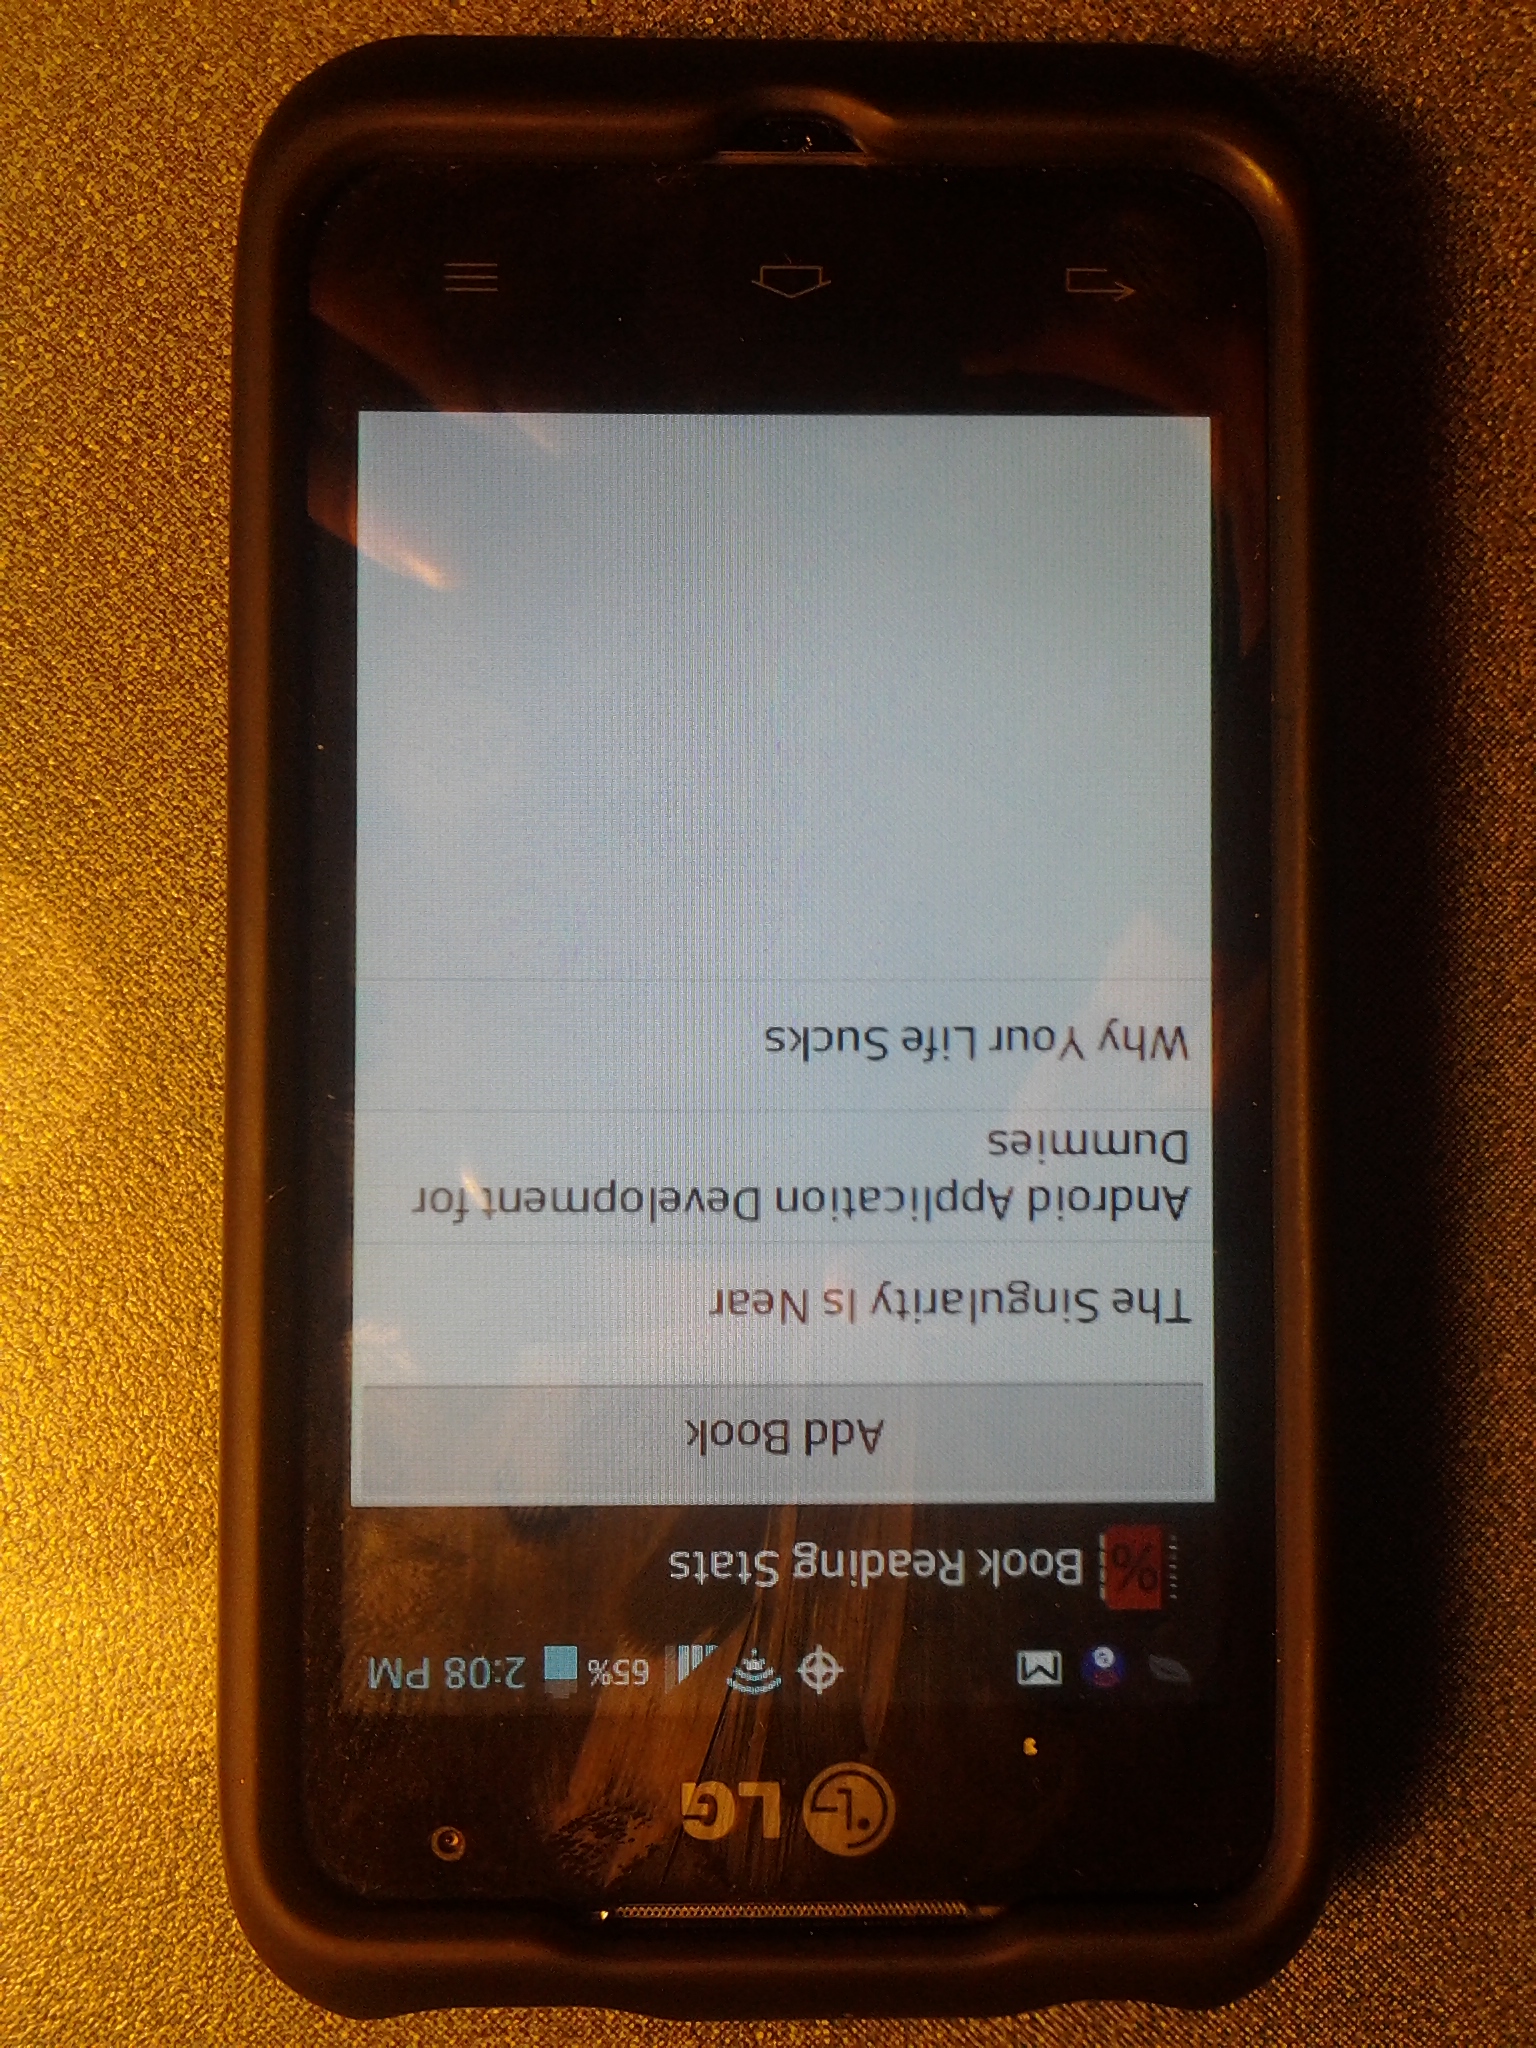 LG
65% 2:08 PM
% Book Reading Stats
Add Book
The Singularity Is Near
Android Application Development for
Dummies
Why Your Life Sucks